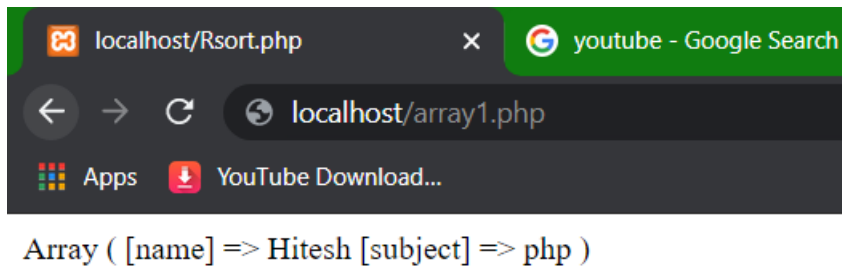 localhost/Rsort.php × youtube - Google Search
localhost/array1.php
Apps YouTube Download...
Array ( [name] => Hitesh [subject] => php )